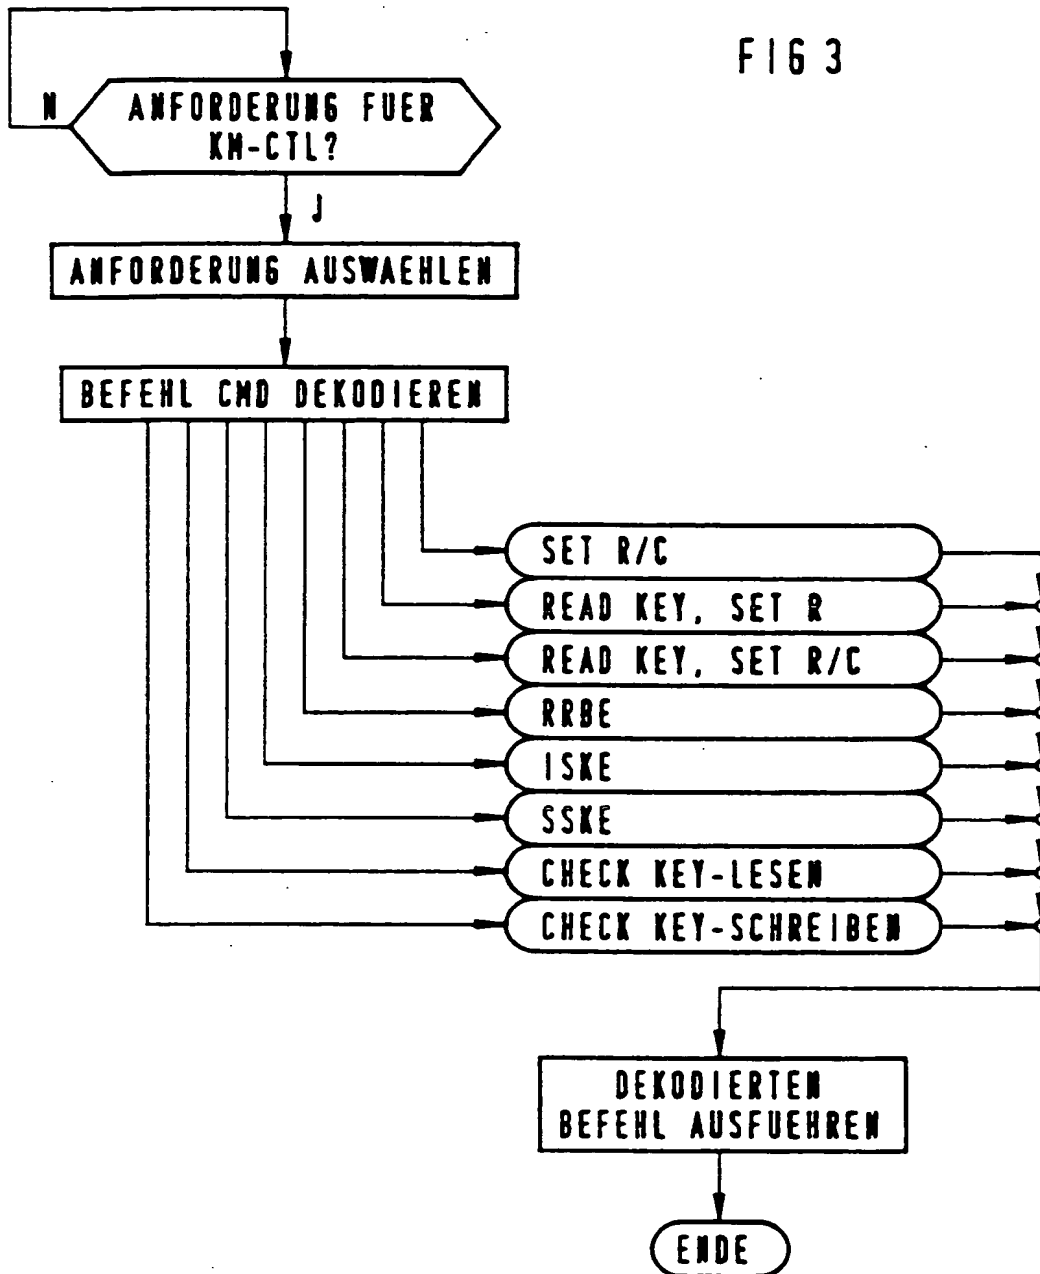 FIG 3
N
ANFORDERUNG FUER
KM-CTL?
J
ANFORDERUNG AUSWAEHLEN
BEFEHL CMD DEKODIEREN
SET R/C
READ KEY, SET R
READ KEY, SET R/C
RRBE
ISKE
SSKE
CHECK KEY-LESEN
CHECK KEY-SCHREIBEN
DEKODIERTEN
BEFEHL AUSFUEHREN
ENDE